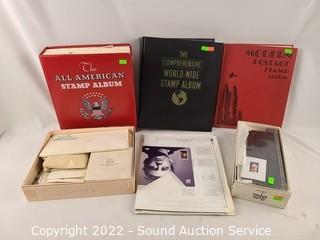 The
ALL AMERICAN
STAMP ALBUM
THE
COMPREHENSIVE
WORLD-WIDE
STAMP ALBUM
MODERN
POSTAGE
STAMP
ALBUM
Copyright 2022 - Sound Auction Service